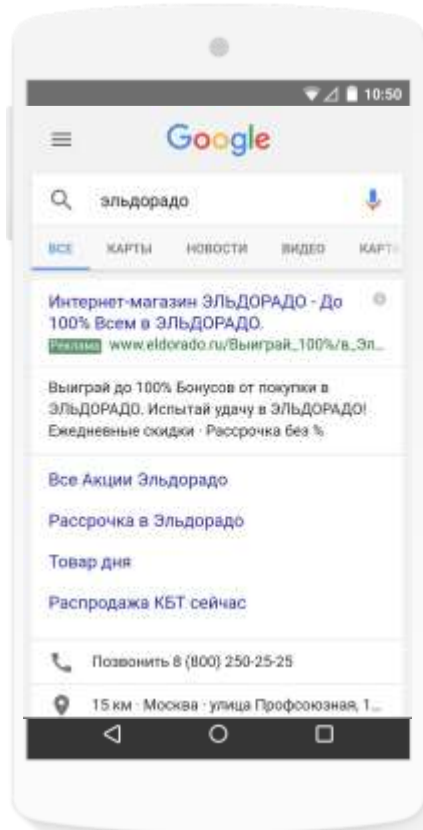 10:50
Google
эльдорадо
ВСЕ КАРТЫ НОВОСТИ ВИДЕО КАРТИ
Интернет-магазин ЭЛЬДОРАДО - До
100% Всем в ЭЛЬДОРАДО.
Реклама www.eldorado.ru/Выиграй_100%/в_Эл...
Выиграй до 100% Бонусов от покупки в
ЭЛЬДОРАДО. Испытай удачу в ЭЛЬДОРАДО!
Ежедневные скидки · Рассрочка без %
Все Акции Эльдорадо
Рассрочка в Эльдорадо
Товар дня
Распродажа КБТ сейчас
Позвонить 8 (800) 250-25-25
15 км · Москва · улица Профсоюзная, 1...